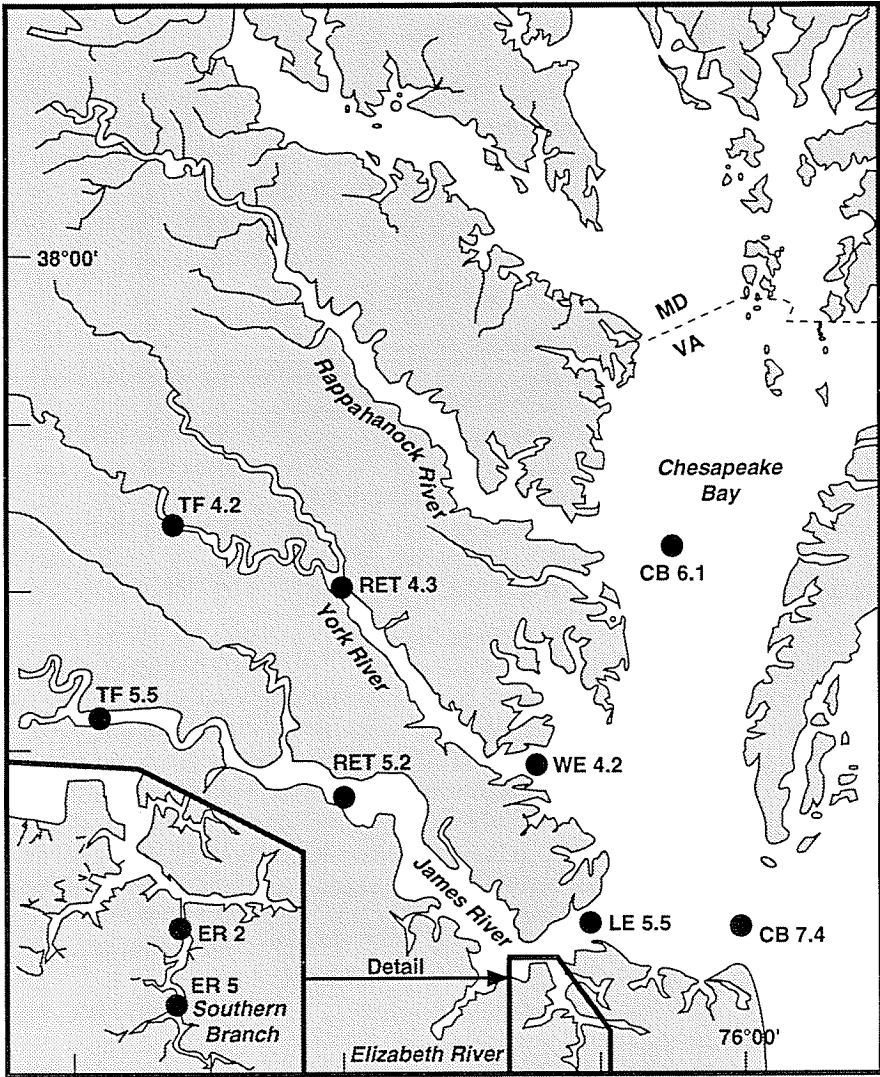 38°00'
MD
VA
Rappahanock River
Chesapeake
Bay
TF 4.2
CB 6.1
RET 4.3
York River
TF 5.5
RET 5.2
WE 4.2
James River
LE 5.5
CB 7.4
ER 2
Detail
ER 5
Southern
Branch
76°00'
Elizabeth River